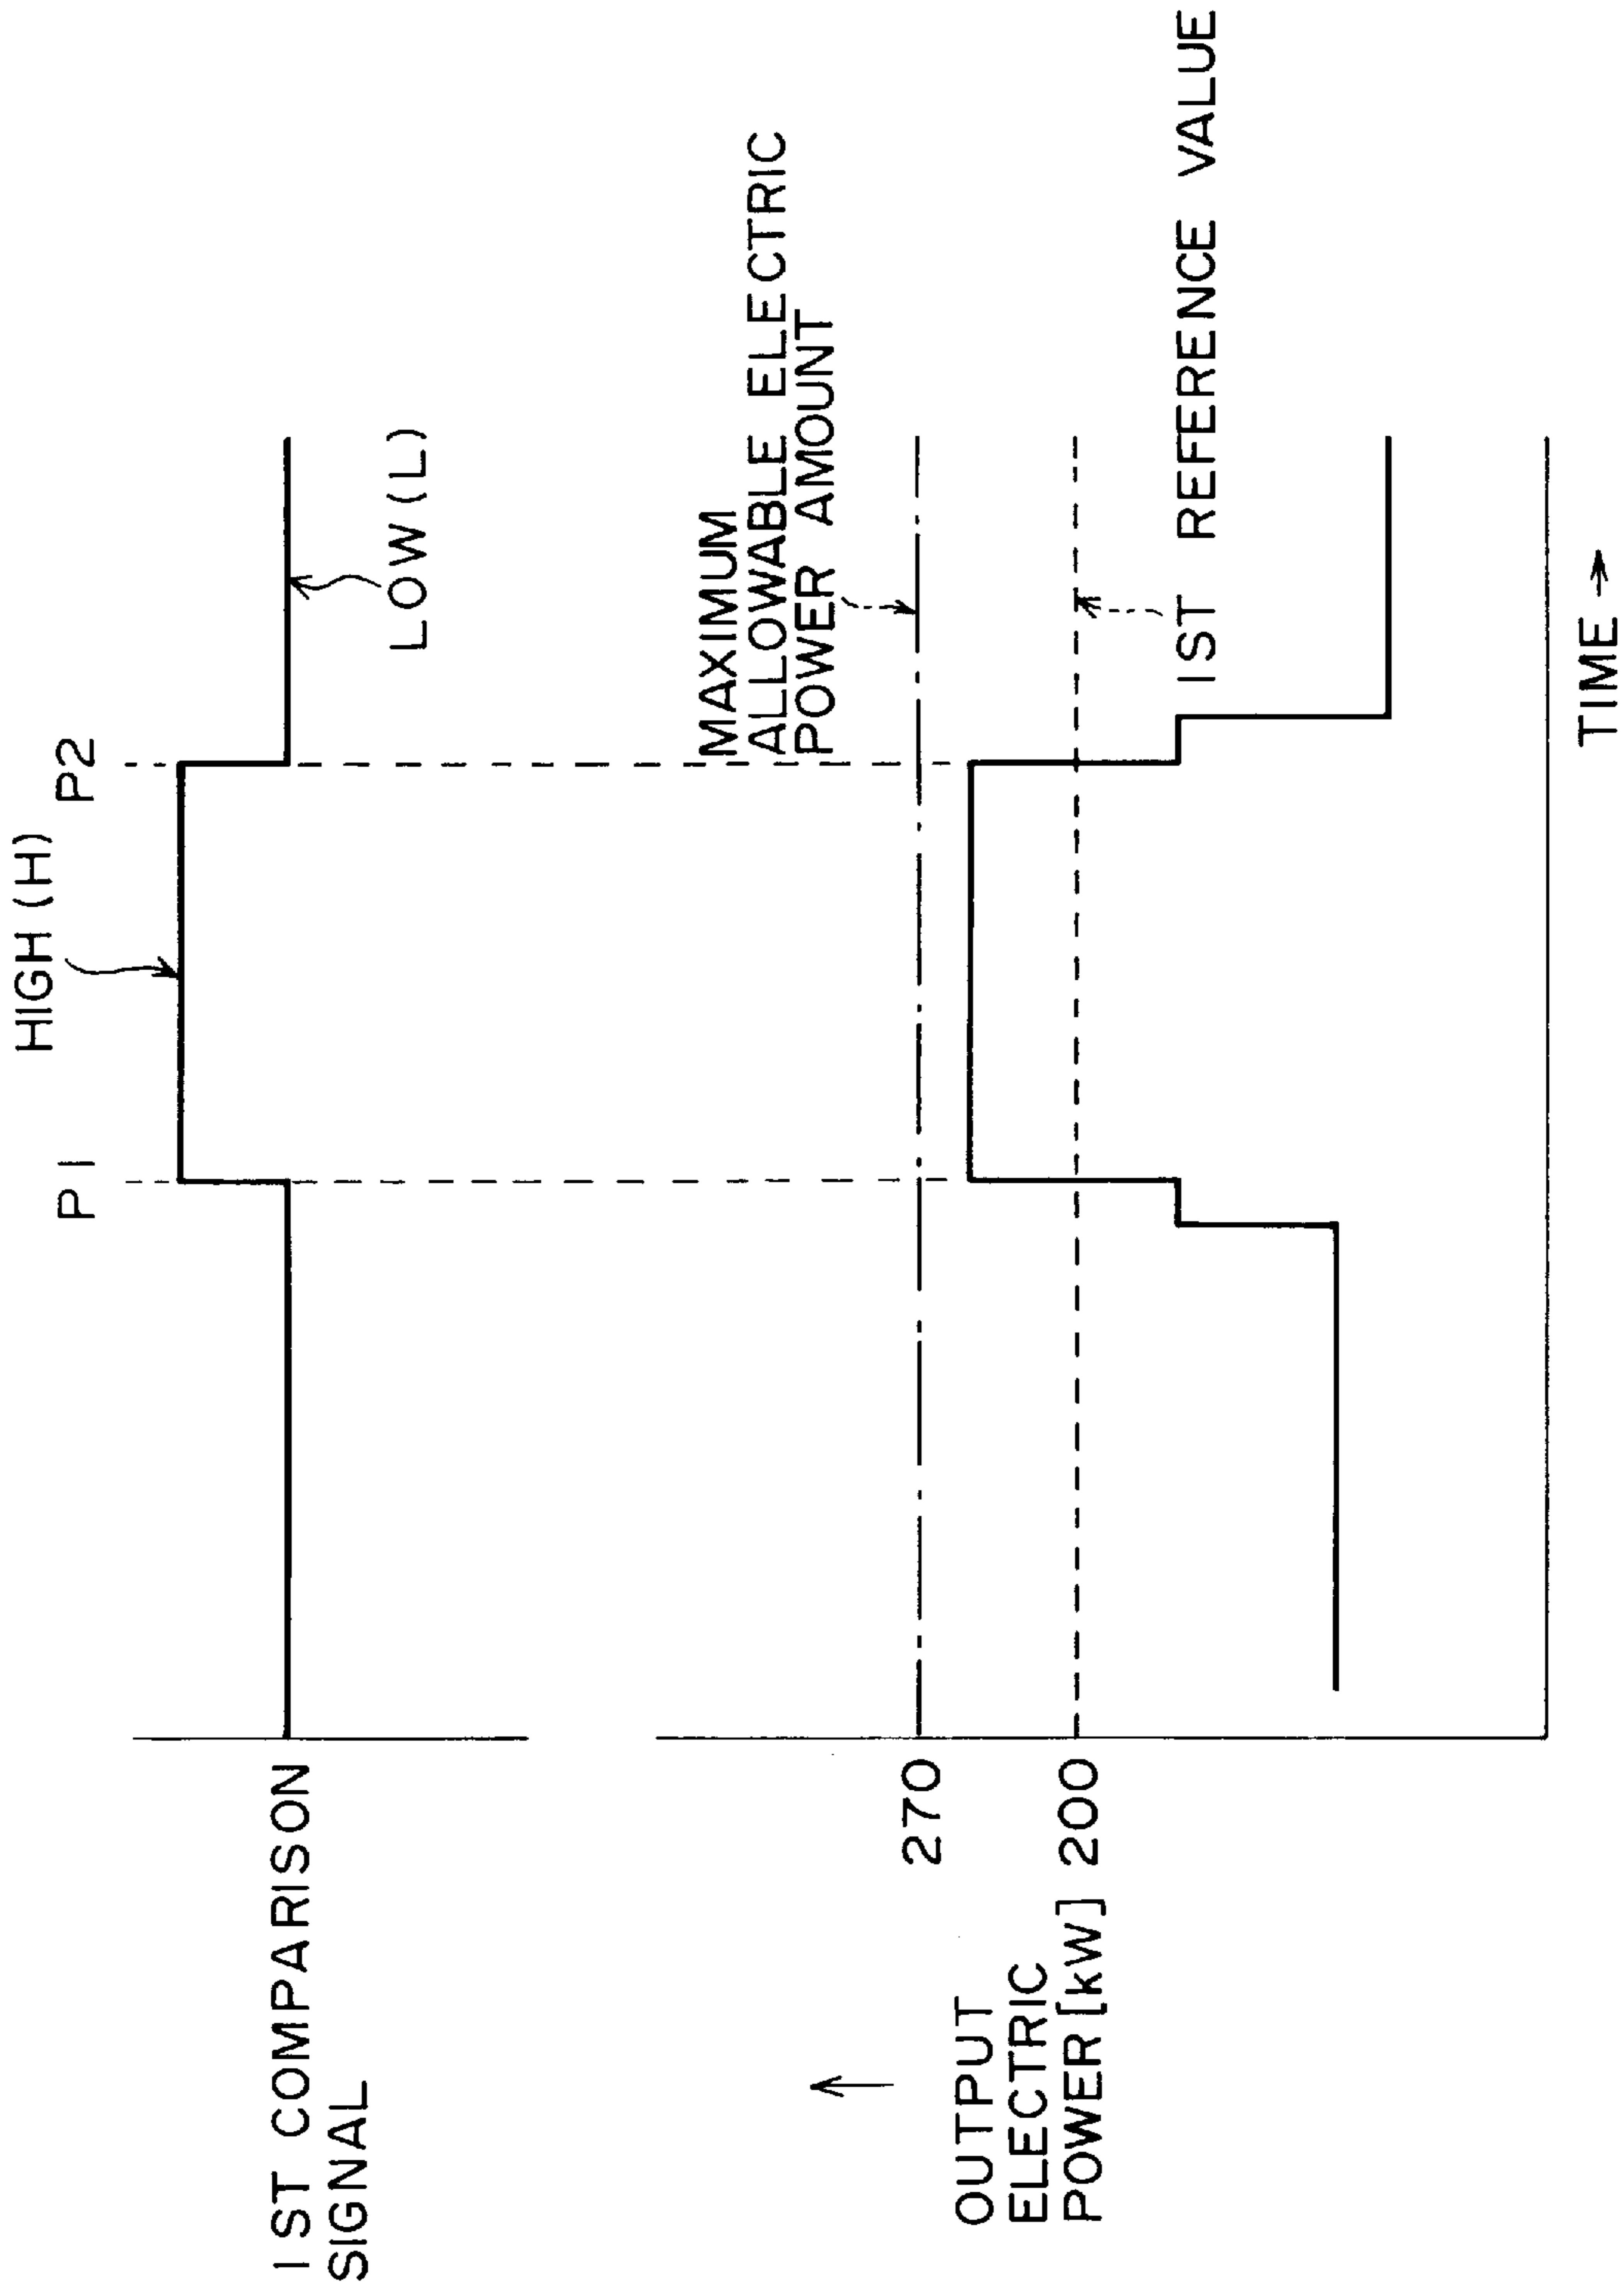 HIGH (H)
P1
P2
1ST COMPARISON
SIGNAL
LOW (L)
MAXIMUM
ALLOWABLE ELECTRIC
POWER AMOUNT
270
OUTPUT
ELECTRIC
POWER [kW]
200
1ST REFERENCE VALUE
TIME →